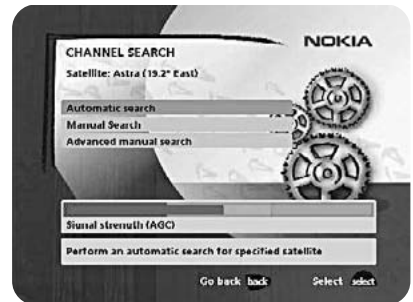 NOKIA
CHANNEL SEARCH
Satellite: Astra (19.2° East)
Automatic search
Manual Search
Advanced manual search
Signal strength (AGC)
Perform an automatic search for specified satellite
Go back back Select select